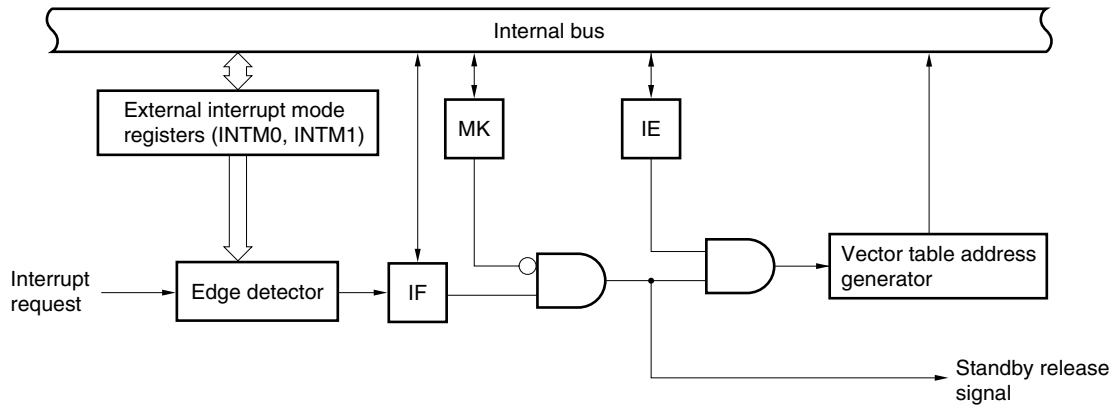 Internal bus
External interrupt mode
registers (INTM0, INTM1)
MK
IE
Interrupt
request
Edge detector
IF
Vector table address
generator
Standby release
signal